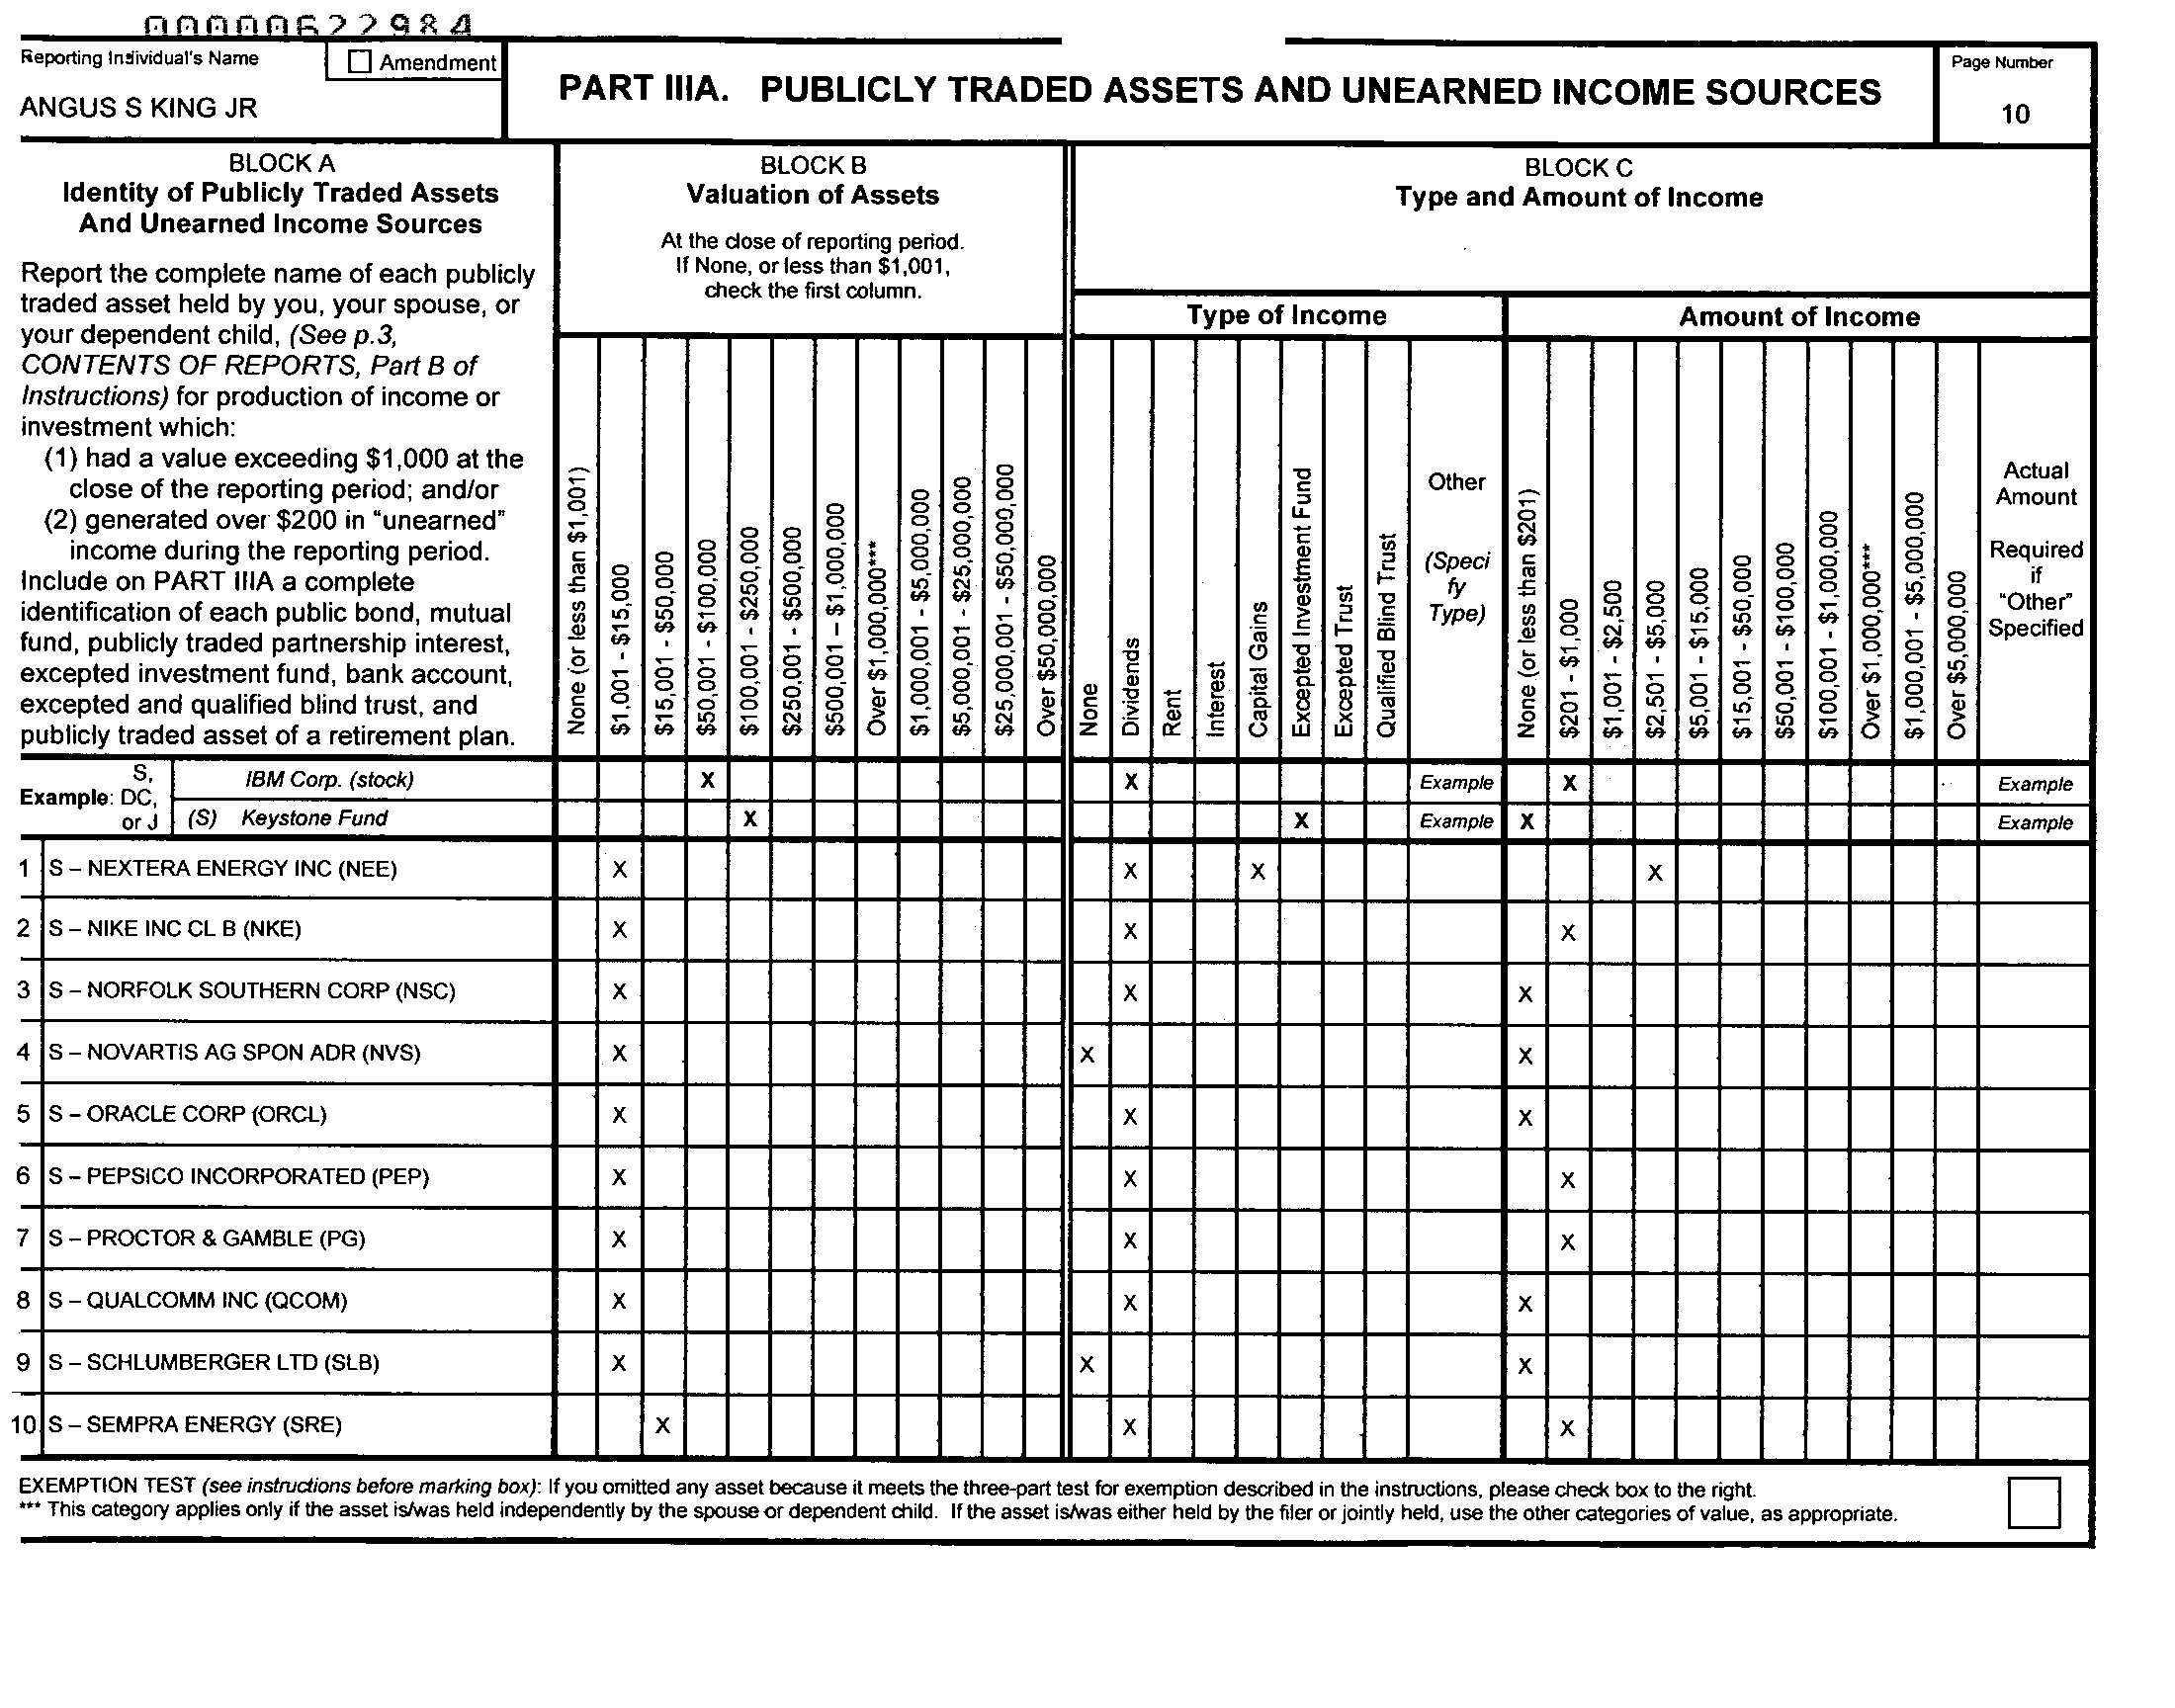 00000622984
Reporting Individual's Name
Amendment
ANGUS S KING JR
PART IIIA. PUBLICLY TRADED ASSETS AND UNEARNED INCOME SOURCES
Page Number
10
BLOCK A
Identity of Publicly Traded Assets
And Unearned Income Sources
Report the complete name of each publicly
traded asset held by you, your spouse, or
your dependent child, (See p.3,
CONTENTS OF REPORTS, Part B of
Instructions) for production of income or
investment which:
(1) had a value exceeding $1,000 at the
close of the reporting period; and/or
(2) generated over $200 in "unearned"
income during the reporting period.
Include on PART IIIA a complete
identification of each public bond, mutual
fund, publicly traded partnership interest,
excepted investment fund, bank account,
excepted and qualified blind trust, and
publicly traded asset of a retirement plan.
BLOCK B
Valuation of Assets
At the close of reporting period.
If None, or less than $1,001,
check the first column.
None (or less than $1,001)
$1,001 - $15,000
$15,001 - $50,000
$50,001 - $100,000
$100,001 - $250,000
$250,001 - $500,000
$500,001 – $1,000,000
Over $1,000,000***
$1,000,001 - $5,000,000
$5,000,001 - $25,000,000
$25,000,001 - $50,000,000
Over $50,000,000
BLOCK C
Type and Amount of Income
Type of Income
None
Dividends
Rent
Interest
Capital Gains
Excepted Investment Fund
Excepted Trust
Qualified Blind Trust
Other
(Speci
fy
Type)
Amount of Income
None (or less than $201)
$201 - $1,000
$1,001 - $2,500
$2,501 - $5,000
$5,001 - $15,000
$15,001 - $50,000
$50,001 - $100,000
$100,001 - $1,000,000
Over $1,000,000***
$1,000,001 - $5,000,000
Over $5,000,000
Actual
Amount
Required
if
"Other"
Specified
Example: S,
DC,
or J
IBM Corp. (stock) X X Example X Example
(S) Keystone Fund X X Example X Example
1 S – NEXTERA ENERGY INC (NEE) X X X X
2 S – NIKE INC CL B (NKE) X X X
3 S – NORFOLK SOUTHERN CORP (NSC) X X X
4 S – NOVARTIS AG SPON ADR (NVS) X X X
5 S – ORACLE CORP (ORCL) X X X
6 S – PEPSICO INCORPORATED (PEP) X X X
7 S – PROCTOR & GAMBLE (PG) X X X
8 S – QUALCOMM INC (QCOM) X X X
9 S – SCHLUMBERGER LTD (SLB) X X X
10 S – SEMPRA ENERGY (SRE) X X X
EXEMPTION TEST (see instructions before marking box): If you omitted any asset because it meets the three-part test for exemption described in the instructions, please check box to the right.
*** This category applies only if the asset is/was held independently by the spouse or dependent child. If the asset is/was either held by the filer or jointly held, use the other categories of value, as appropriate.